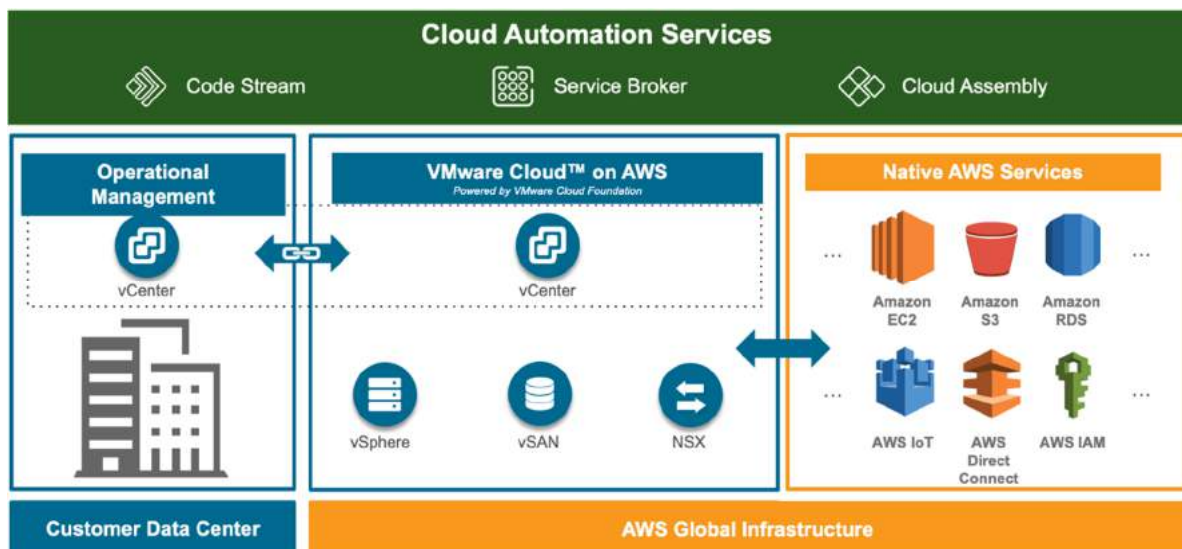 Cloud Automation Services
Code Stream
Service Broker
Cloud Assembly
Operational
Management
vCenter
VMware Cloud™ on AWS
Powered by VMware Cloud Foundation
vCenter
vSphere
vSAN
NSX
Native AWS Services
...
Amazon
EC2
Amazon
S3
Amazon
RDS
...
...
AWS IoT
AWS
Direct
Connect
AWS IAM
...
Customer Data Center
AWS Global Infrastructure